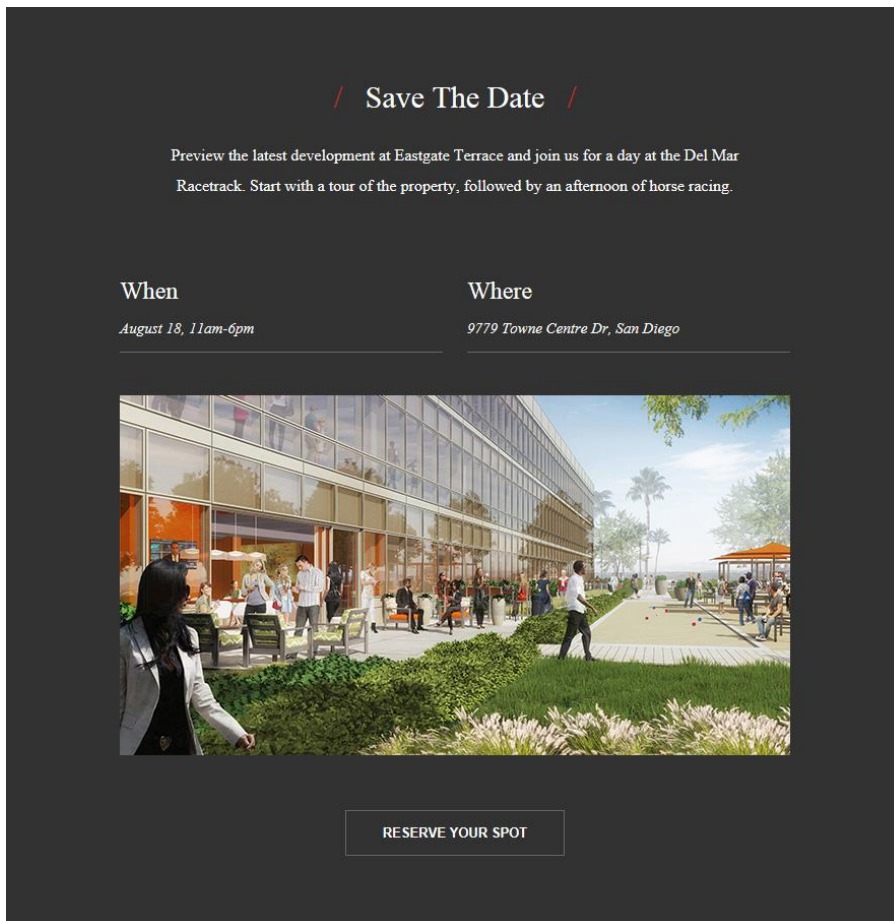 / Save The Date /
Preview the latest development at Eastgate Terrace and join us for a day at the Del Mar
Racetrack. Start with a tour of the property, followed by an afternoon of horse racing.
When
August 18, 11am-6pm
Where
9779 Towne Centre Dr, San Diego
RESERVE YOUR SPOT